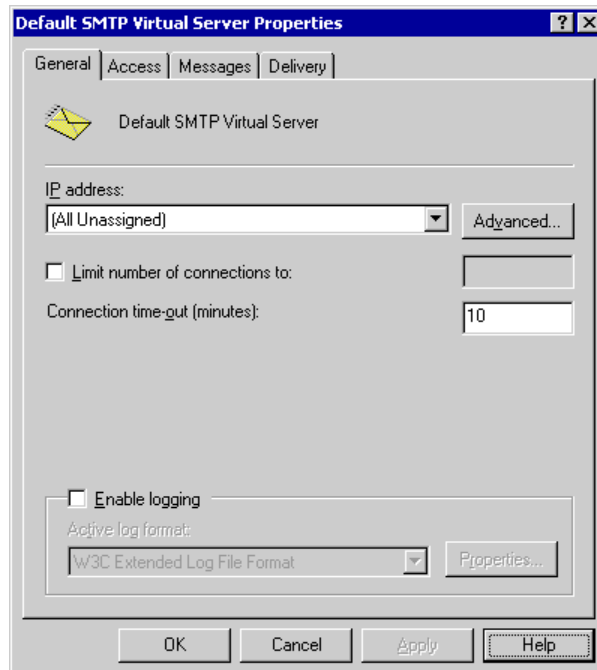 Default SMTP Virtual Server Properties
General Access Messages Delivery
Default SMTP Virtual Server
IP address:
(All Unassigned) Advanced...
Limit number of connections to:
Connection time-out (minutes): 10
Enable logging
Active log format:
W3C Extended Log File Format Properties...
OK Cancel Apply Help